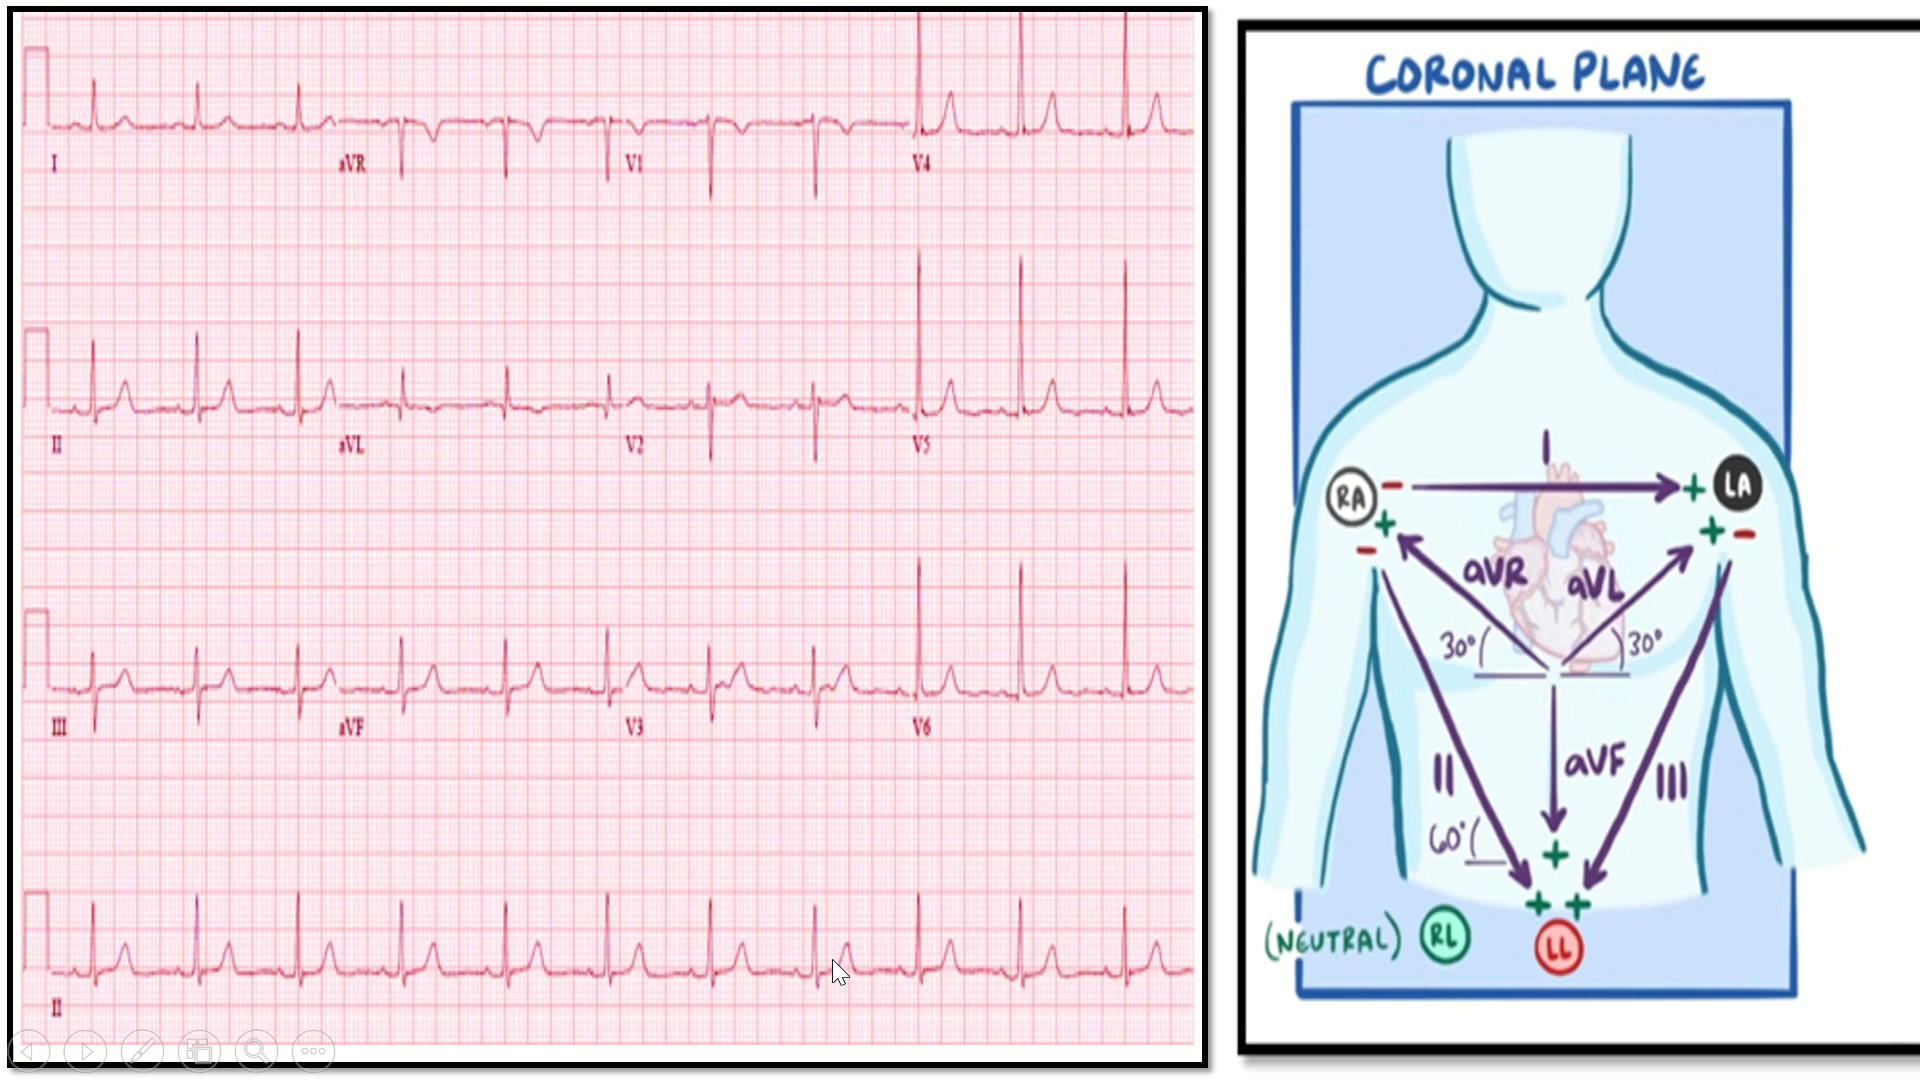 I aVR V1 V4
II aVL V2 V5
III aVF V3 V6
II
CORONAL PLANE
I
RA − + LA
+ + −
−
aVR aVL
30° 30°
II aVF III
60°
+
+ +
(NEUTRAL) RL LL